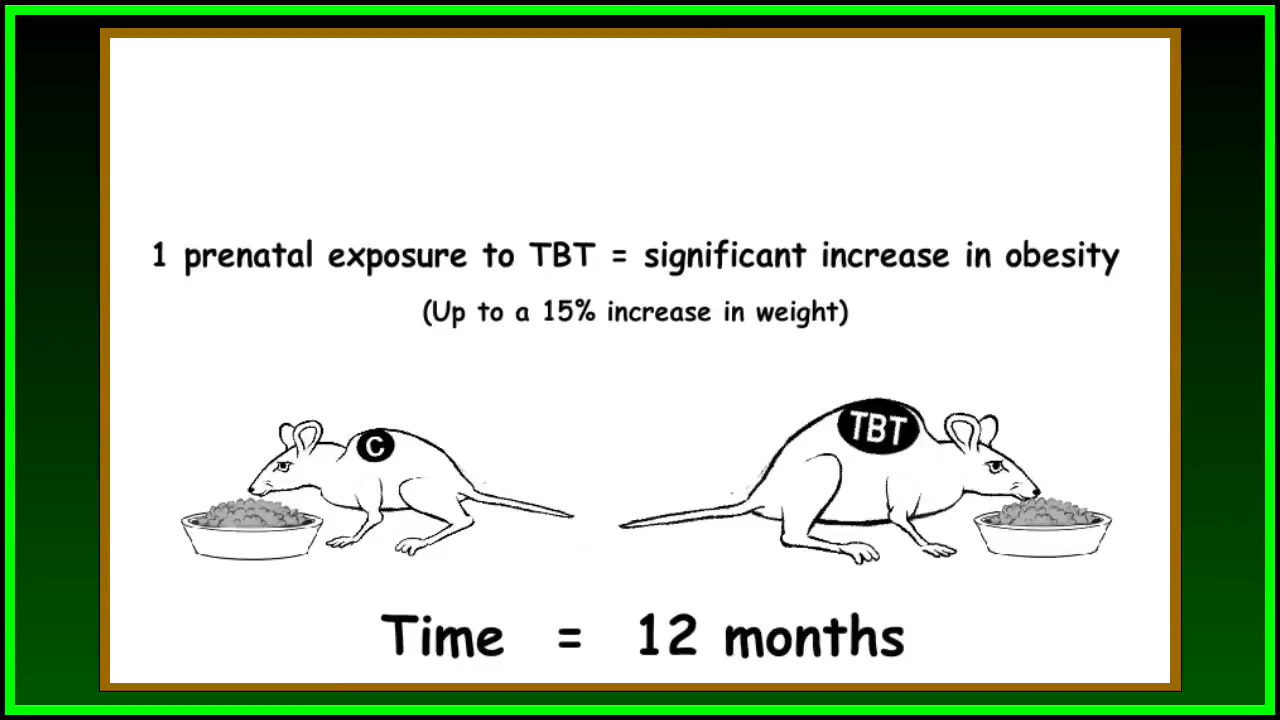 1 prenatal exposure to TBT = significant increase in obesity
(Up to a 15% increase in weight)
C
TBT
Time = 12 months